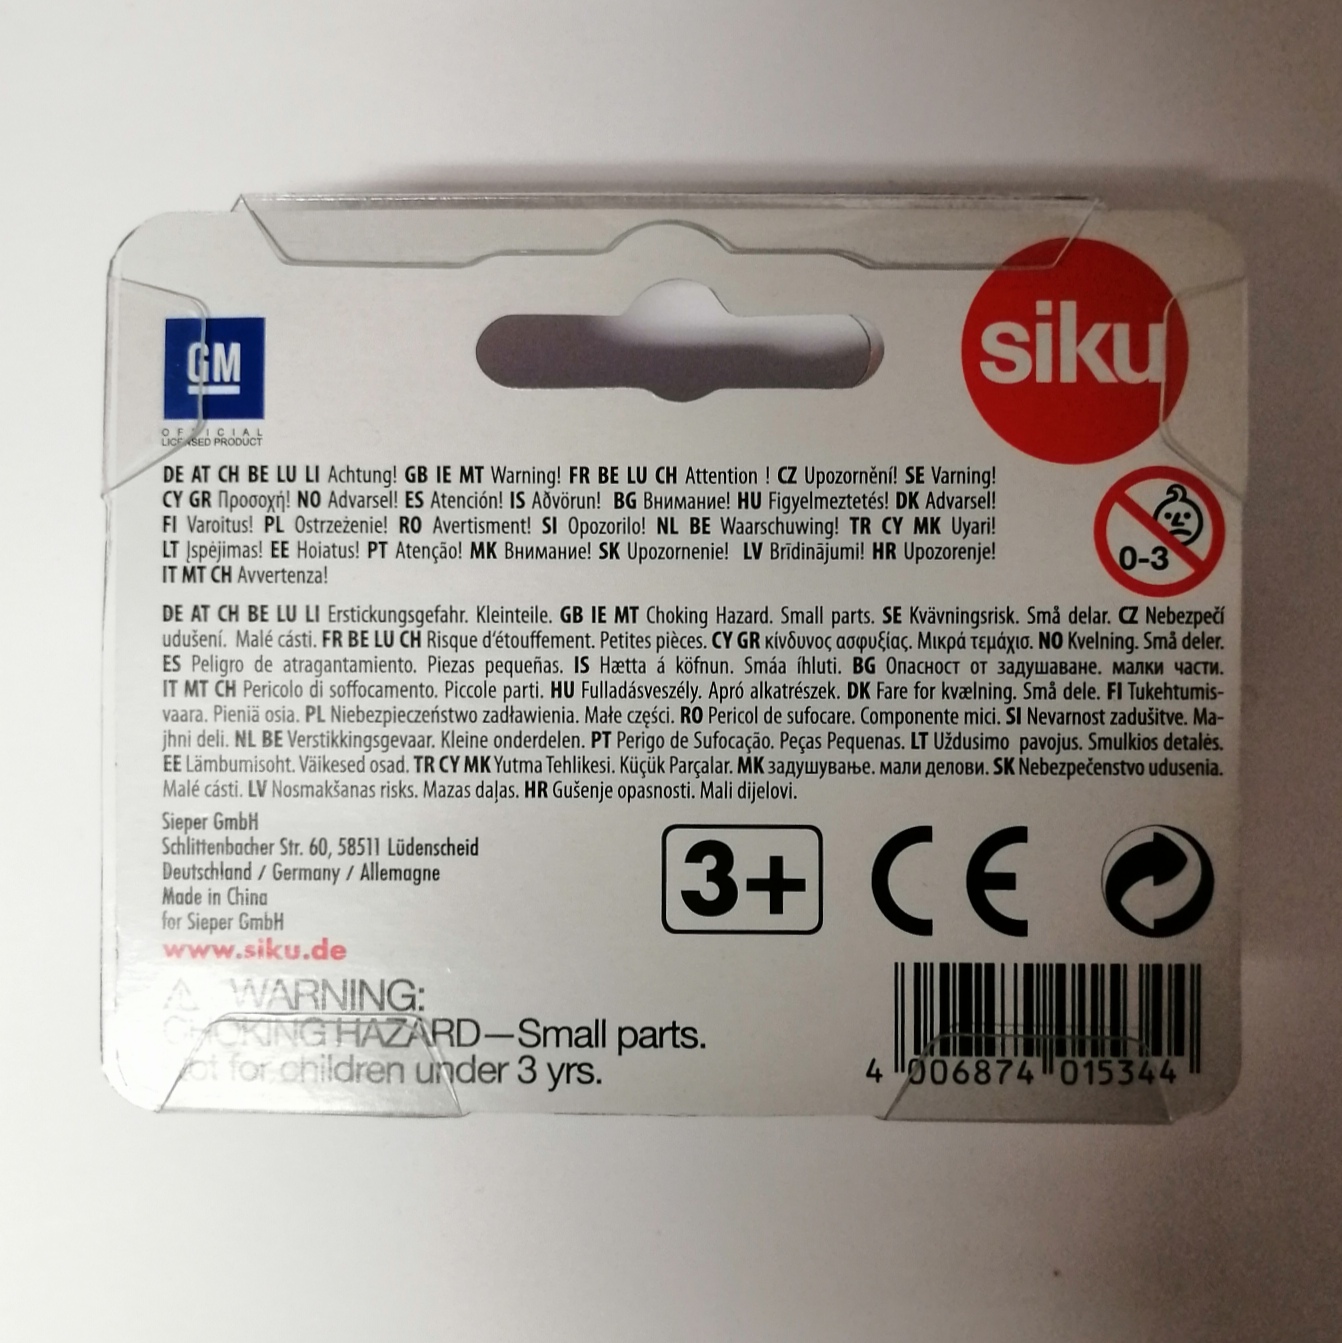 GM
OFFICIAL
LICENSED PRODUCT
siku
DE AT CH BE LU LI Achtung! GB IE MT Warning! FR BE LU CH Attention ! CZ Upozornění! SE Varning!
CY GR Προσοχή! NO Advarsel! ES Atención! IS Aðvörun! BG Внимание! HU Figyelmeztetés! DK Advarsel!
FI Varoitus! PL Ostrzeżenie! RO Avertisment! SI Opozorilo! NL BE Waarschuwing! TR CY MK Uyari!
LT Įspėjimas! EE Hoiatus! PT Atenção! MK Внимание! SK Upozornenie! LV Brīdinājumi! HR Upozorenje!
IT MT CH Avvertenza!
0-3
DE AT CH BE LU LI Erstickungsgefahr. Kleinteile. GB IE MT Choking Hazard. Small parts. SE Kvävningsrisk. Små delar. CZ Nebezpečí
udušení. Malé cásti. FR BE LU CH Risque d'étouffement. Petites pièces. CY GR κίνδυνος ασφυξίας. Μικρά τεμάχισ. NO Kvelning. Små deler.
ES Peligro de atragantamiento. Piezas pequeñas. IS Hætta á köfnun. Smáa íhluti. BG Опасност от задушаване. малки части.
IT MT CH Pericolo di soffocamento. Piccole parti. HU Fulladásveszély. Apró alkatrészek. DK Fare for kvælning. Små dele. FI Tukehtumis-
vaara. Pieniä osia. PL Niebezpieczeństwo zadławienia. Małe części. RO Pericol de sufocare. Componente mici. SI Nevarnost zadušitve. Ma-
jhni deli. NL BE Verstikkingsgevaar. Kleine onderdelen. PT Perigo de Sufocação. Peças Pequenas. LT Uždusimo pavojus. Smulkios detalės.
EE Lämbumisoht. Väikesed osad. TR CY MK Yutma Tehlikesi. Küçük Parçalar. MK задушување. мали делови. SK Nebezpečenstvo udusenia.
Malé cásti. LV Nosmakšanas risks. Mazas daļas. HR Gušenje opasnosti. Mali dijelovi.
Sieper GmbH
Schlittenbacher Str. 60, 58511 Lüdenscheid
Deutschland / Germany / Allemagne
Made in China
for Sieper GmbH
www.siku.de
3+
CE
WARNING:
CHOKING HAZARD—Small parts.
Not for children under 3 yrs.
4 006874 015344